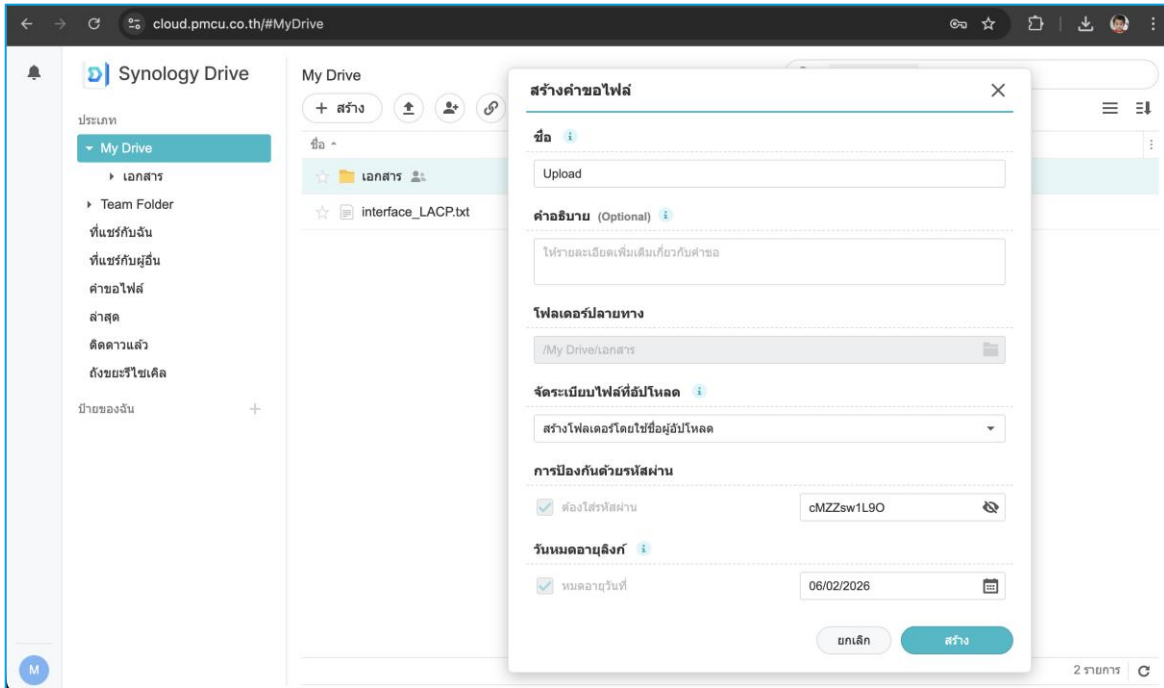 cloud.pmcu.co.th/#MyDrive
Synology Drive
ประเภท
My Drive
เอกสาร
Team Folder
ที่แชร์กับฉัน
ที่แชร์กับผู้อื่น
คำขอไฟล์
ล่าสุด
ติดดาวแล้ว
ถังขยะรีไซเคิล
ป้ายของฉัน
M
My Drive
+ สร้าง
ชื่อ
เอกสาร
interface_LACP.txt
2 รายการ
สร้างคำขอไฟล์
ชื่อ i
Upload
คำอธิบาย (Optional) i
ให้รายละเอียดเพิ่มเติมเกี่ยวกับคำขอ
โฟลเดอร์ปลายทาง
/My Drive/เอกสาร
จัดระเบียบไฟล์ที่อัปโหลด i
สร้างโฟลเดอร์โดยใช้ชื่อผู้อัปโหลด
การป้องกันด้วยรหัสผ่าน
ต้องใส่รหัสผ่าน cMZZsw1L9O
วันหมดอายุลิงก์ i
หมดอายุวันที่ 06/02/2026
ยกเลิก สร้าง